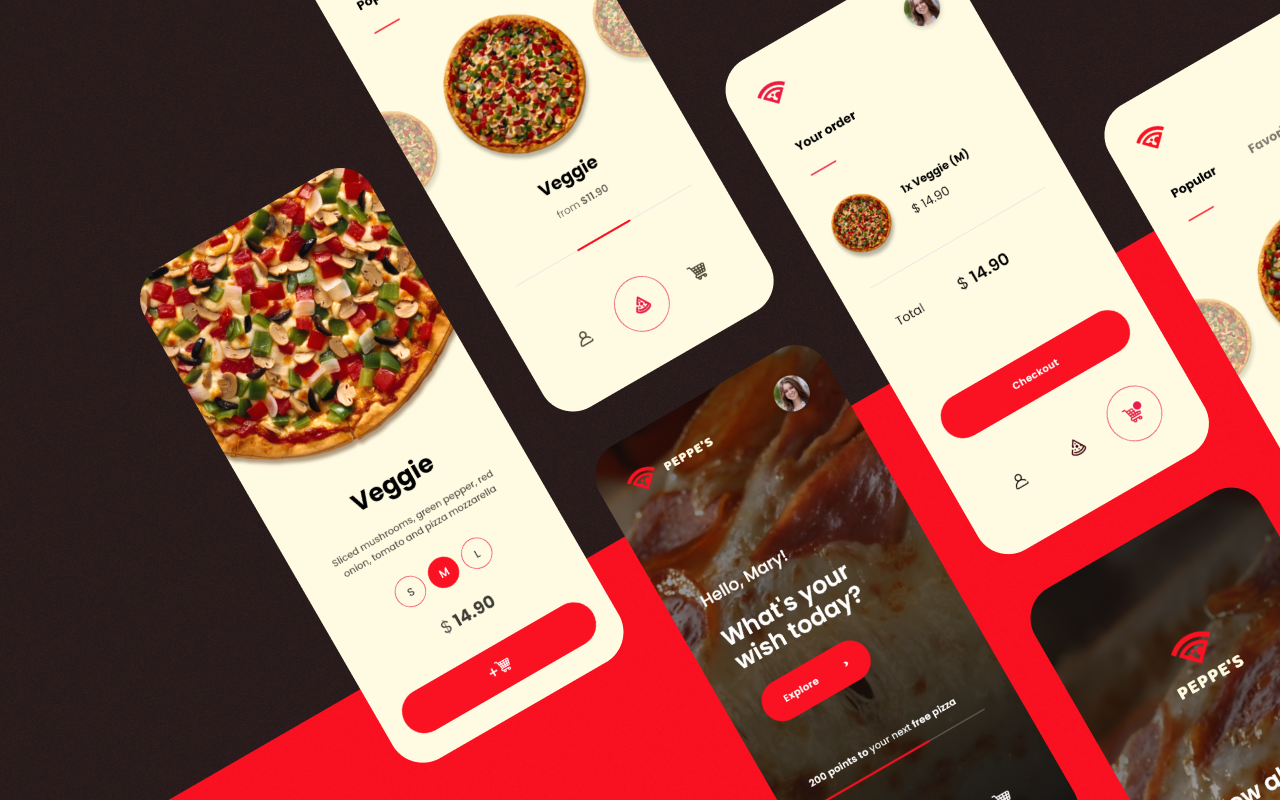 Veggie
from $11.90
Veggie
Sliced mushrooms, green pepper, red
onion, tomato and pizza mozzarella
S
M
L
$ 14.90
+
Your order
1x Veggie (M)
$ 14.90
Total
$ 14.90
Checkout
PEPPE'S
Hello, Mary!
What's your
wish today?
Explore ›
200 points to your next free pizza
Popular
PEPPE'S